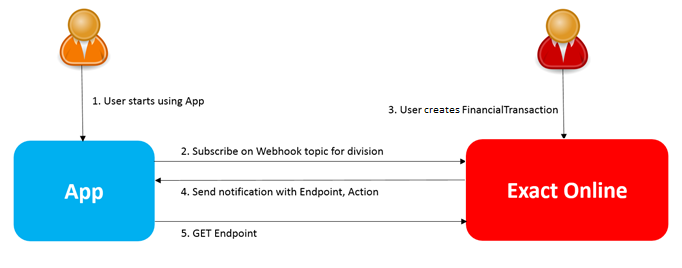 1. User starts using App
3. User creates FinancialTransaction
2. Subscribe on Webhook topic for division
App
4. Send notification with Endpoint, Action
Exact Online
5. GET Endpoint